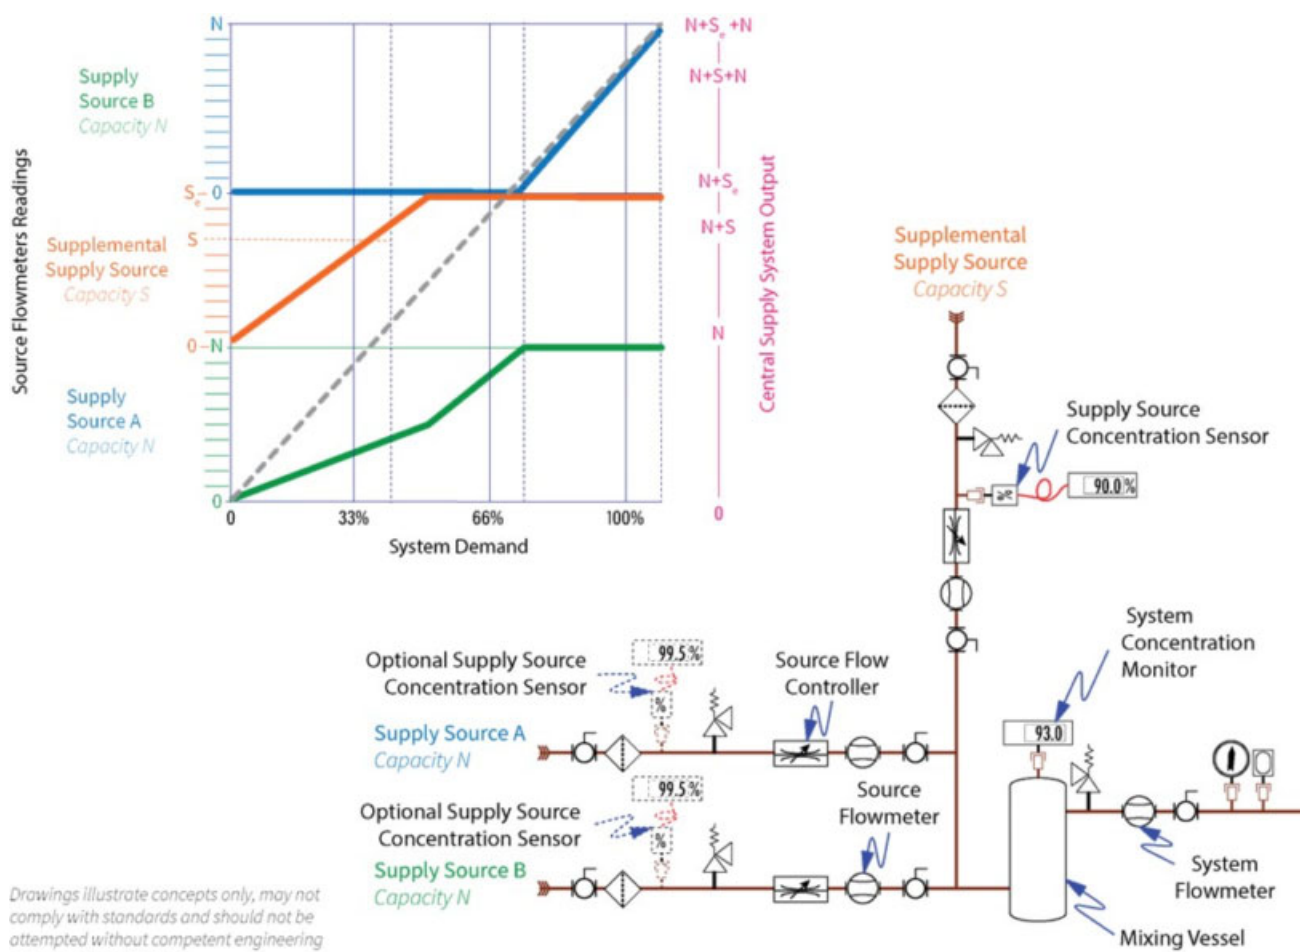 Source Flowmeters Readings
N
Supply
Source B
Capacity N
Sₑ
0
S
Supplemental
Supply Source
Capacity S
0
N
Supply
Source A
Capacity N
0
0
33%
66%
100%
System Demand
N+Sₑ+N
N+S+N
N+Sₑ
N+S
N
0
Central Supply System Output
Supplemental
Supply Source
Capacity S
Supply Source
Concentration Sensor
90.0 %
System
Concentration
Monitor
93.0
Optional Supply Source
Concentration Sensor
99.5 %
%
Source Flow
Controller
Supply Source A
Capacity N
Optional Supply Source
Concentration Sensor
99.5 %
%
Source
Flowmeter
Supply Source B
Capacity N
System
Flowmeter
Mixing Vessel
Drawings illustrate concepts only, may not
comply with standards and should not be
attempted without competent engineering